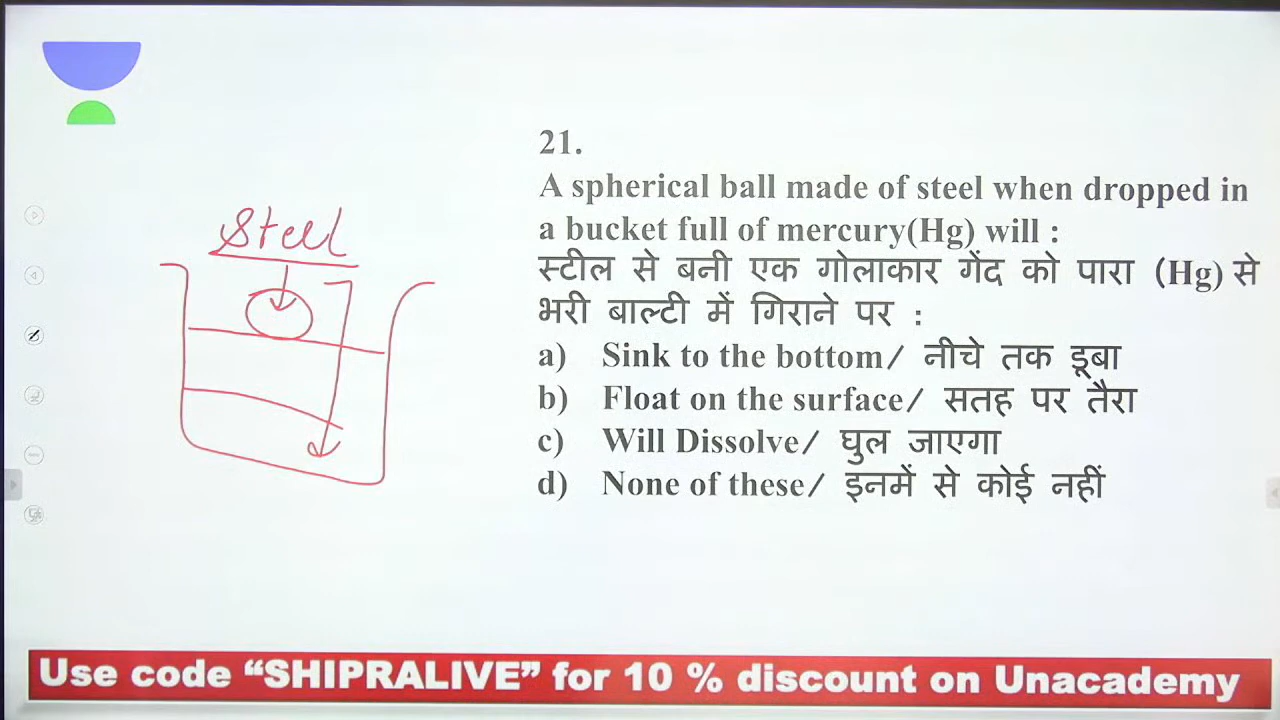 21.
A spherical ball made of steel when dropped in
a bucket full of mercury(Hg) will :
स्टील से बनी एक गोलाकार गेंद को पारा (Hg) से
भरी बाल्टी में गिराने पर :
a) Sink to the bottom/ नीचे तक डूबा
b) Float on the surface/ सतह पर तैरा
c) Will Dissolve/ घुल जाएगा
d) None of these/ इनमें से कोई नहीं
Steel
Use code “SHIPRALIVE” for 10 % discount on Unacademy